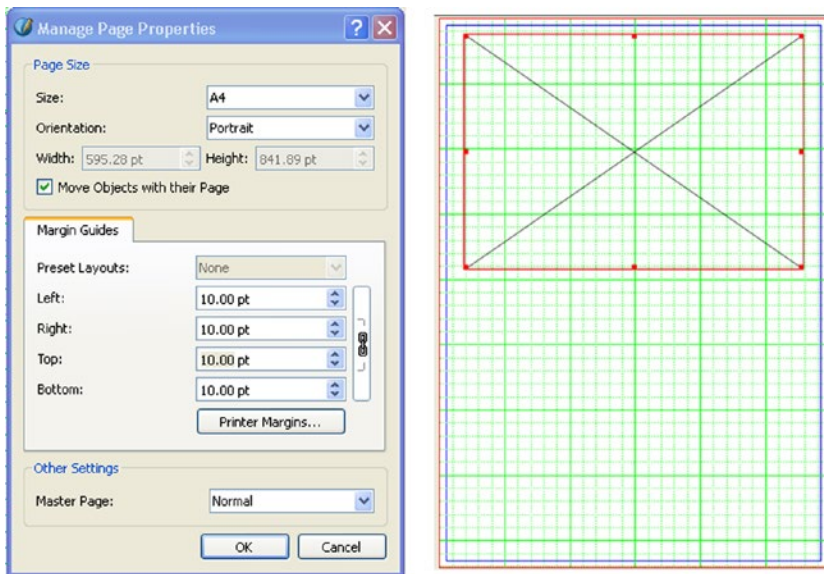 Manage Page Properties
Page Size
Size: A4
Orientation: Portrait
Width: 595.28 pt Height: 841.89 pt
Move Objects with their Page
Margin Guides
Preset Layouts: None
Left: 10.00 pt
Right: 10.00 pt
Top: 10.00 pt
Bottom: 10.00 pt
Printer Margins...
Other Settings
Master Page: Normal
OK Cancel